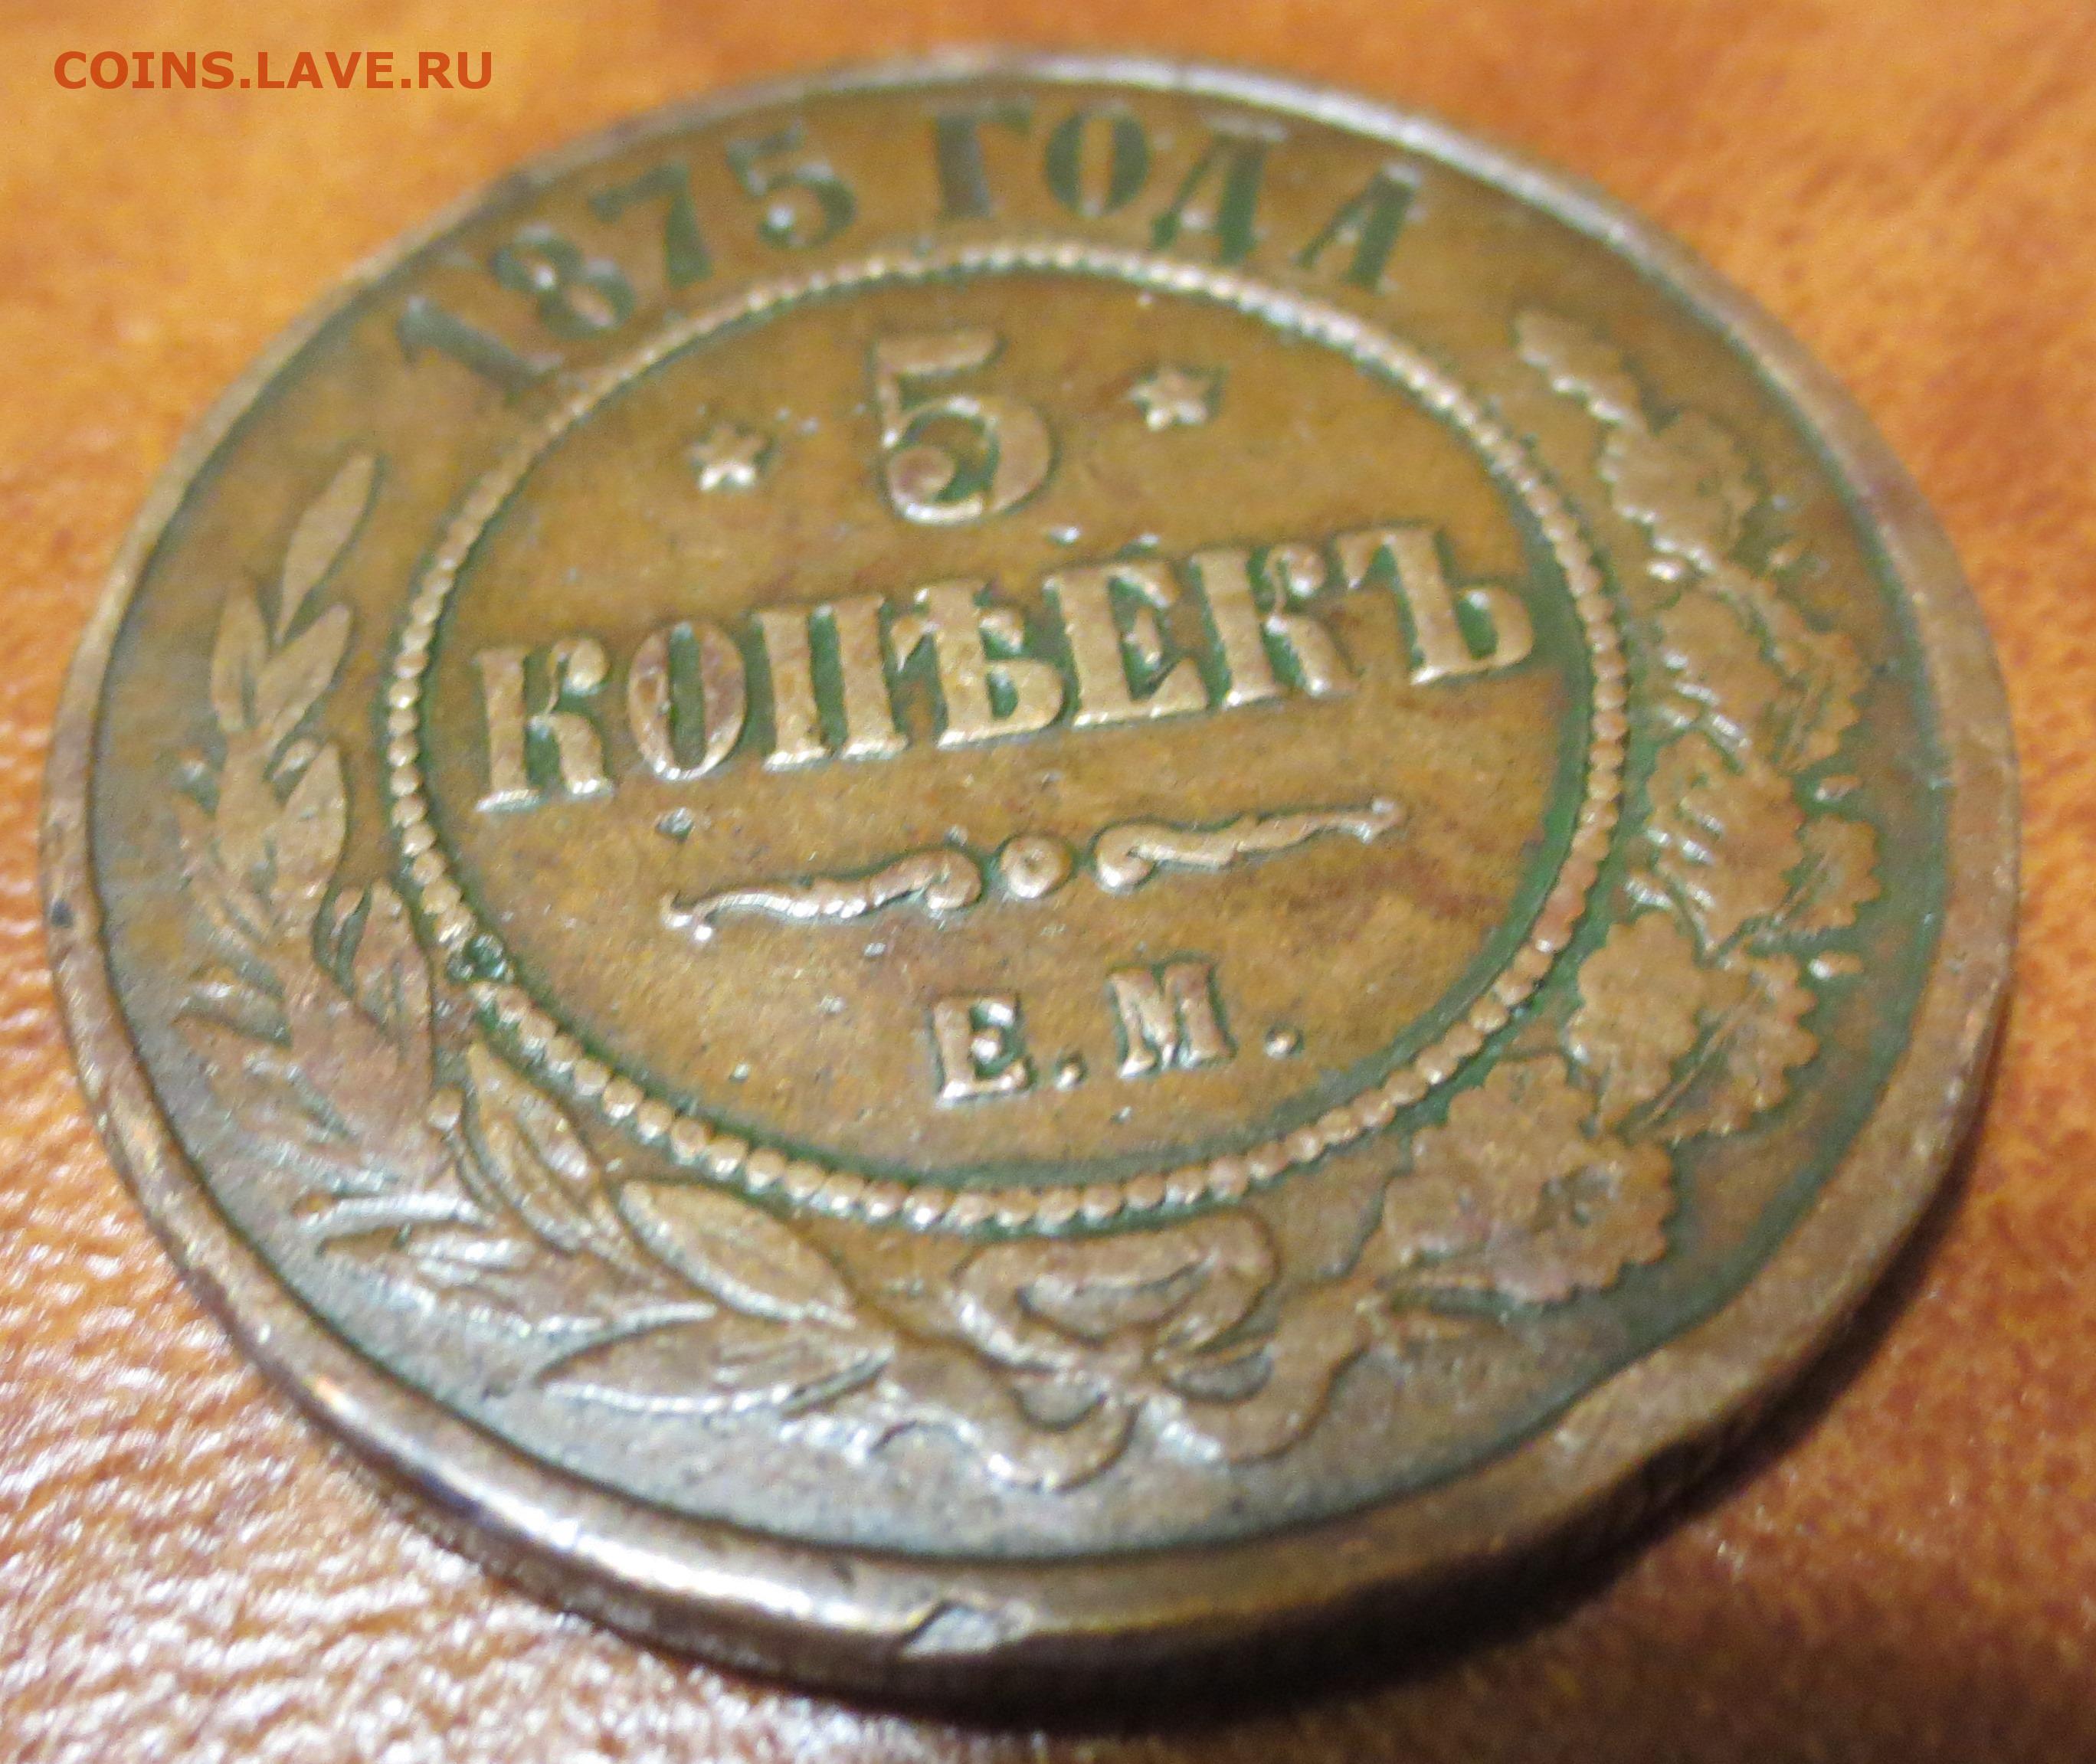 COINS.LAVE.RU
1875 ГОДА
5
КОПѢЕКЪ
Е.М.